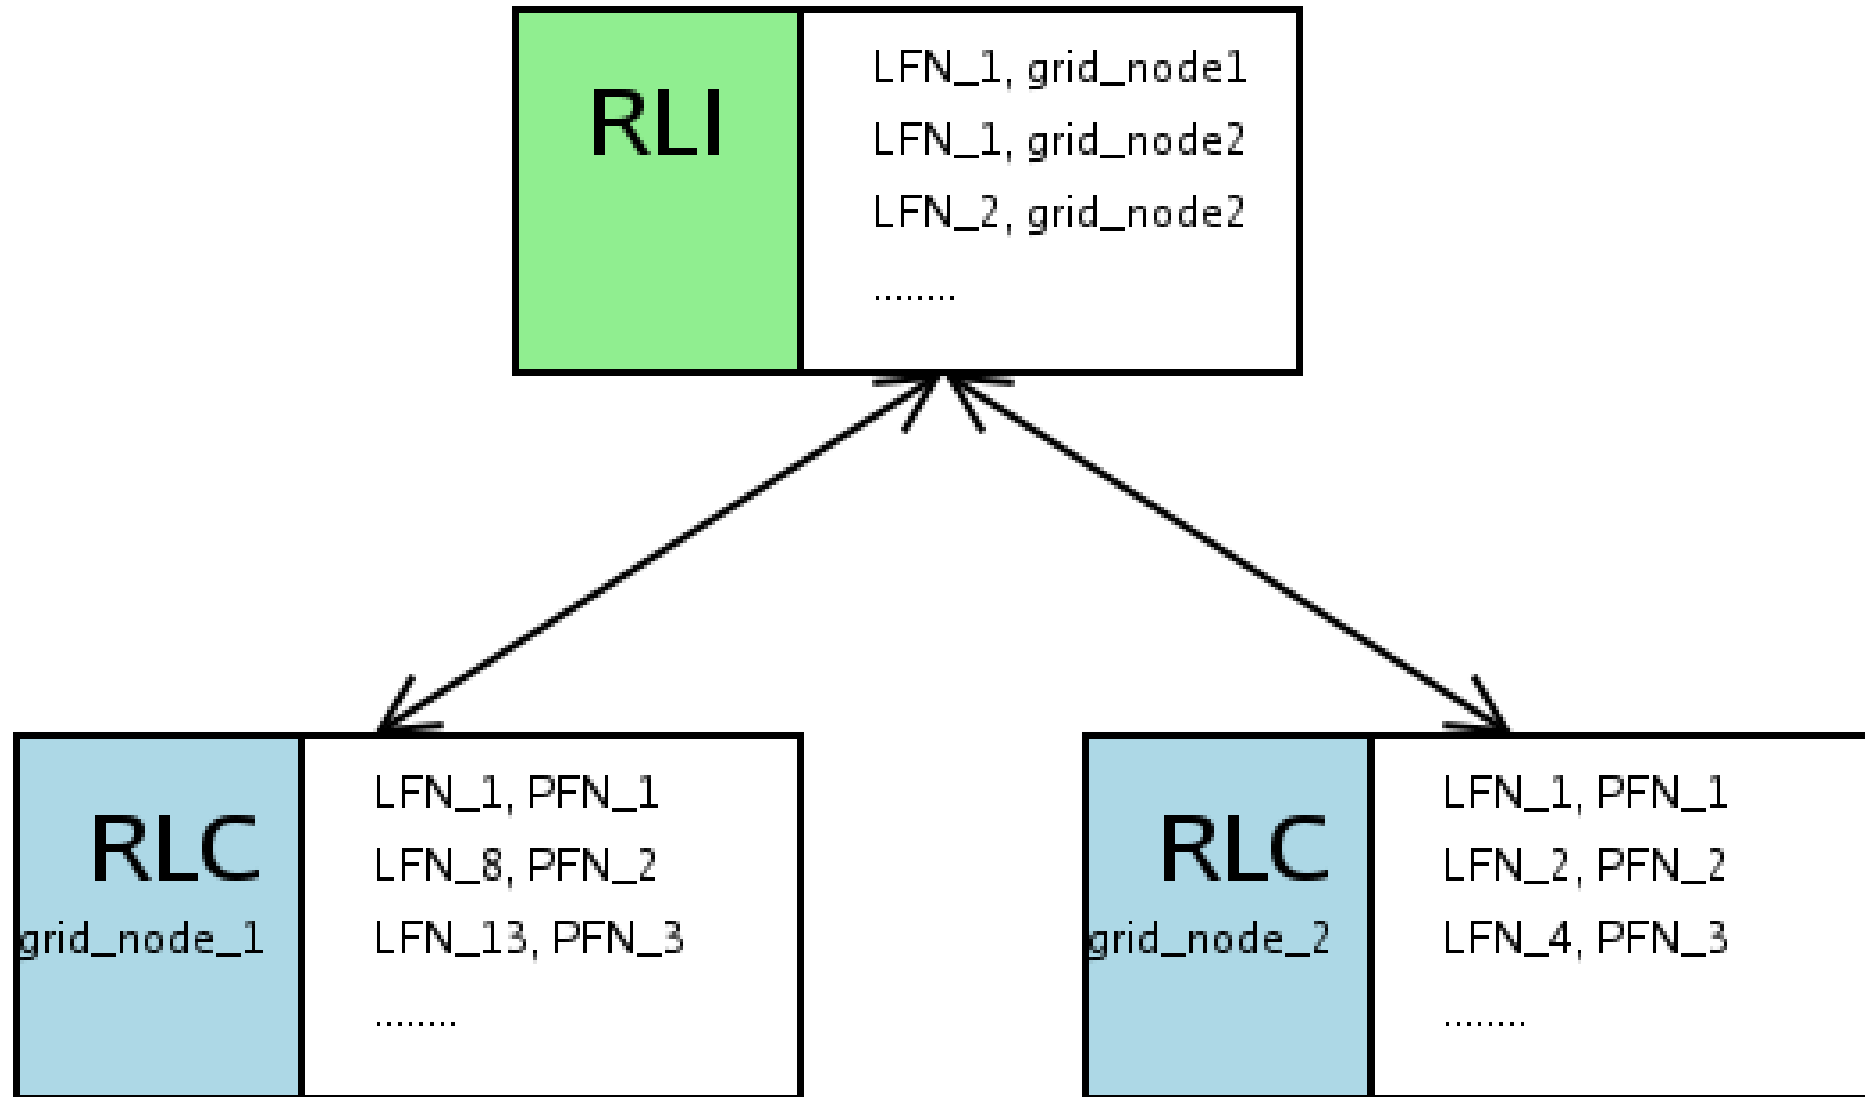 RLI
LFN_1, grid_node1
LFN_1, grid_node2
LFN_2, grid_node2
........
RLC
grid_node_1
LFN_1, PFN_1
LFN_8, PFN_2
LFN_13, PFN_3
........
RLC
grid_node_2
LFN_1, PFN_1
LFN_2, PFN_2
LFN_4, PFN_3
........